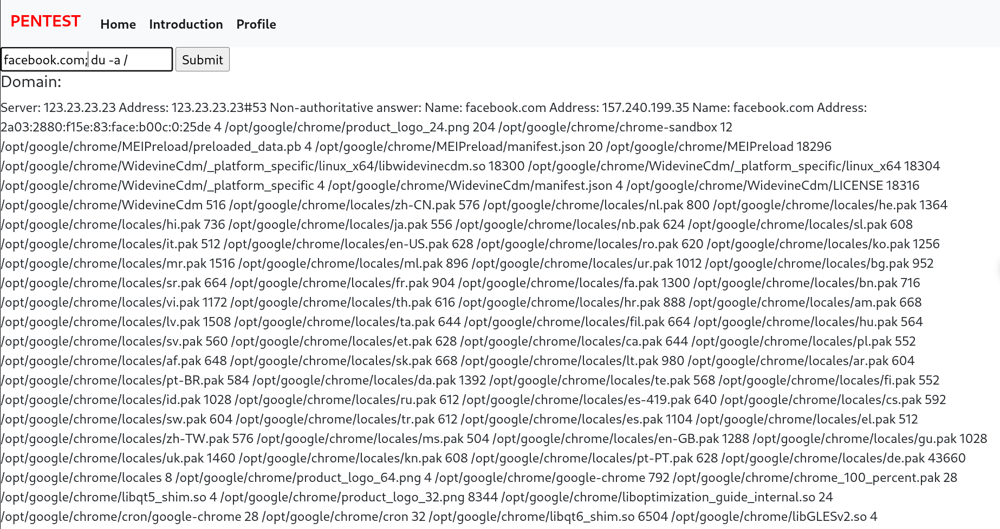 PENTEST Home Introduction Profile
facebook.com; du -a / Submit
Domain:
Server: 123.23.23.23 Address: 123.23.23.23#53 Non-authoritative answer: Name: facebook.com Address: 157.240.199.35 Name: facebook.com Address:
2a03:2880:f15e:83:face:b00c:0:25de 4 /opt/google/chrome/product_logo_24.png 204 /opt/google/chrome/chrome-sandbox 12
/opt/google/chrome/MEIPreload/preloaded_data.pb 4 /opt/google/chrome/MEIPreload/manifest.json 20 /opt/google/chrome/MEIPreload 18296
/opt/google/chrome/WidevineCdm/_platform_specific/linux_x64/libwidevinecdm.so 18300 /opt/google/chrome/WidevineCdm/_platform_specific/linux_x64 18304
/opt/google/chrome/WidevineCdm/_platform_specific 4 /opt/google/chrome/WidevineCdm/manifest.json 4 /opt/google/chrome/WidevineCdm/LICENSE 18316
/opt/google/chrome/WidevineCdm 516 /opt/google/chrome/locales/zh-CN.pak 576 /opt/google/chrome/locales/nl.pak 800 /opt/google/chrome/locales/he.pak 1364
/opt/google/chrome/locales/hi.pak 736 /opt/google/chrome/locales/ja.pak 556 /opt/google/chrome/locales/nb.pak 624 /opt/google/chrome/locales/sl.pak 608
/opt/google/chrome/locales/it.pak 512 /opt/google/chrome/locales/en-US.pak 628 /opt/google/chrome/locales/ro.pak 620 /opt/google/chrome/locales/ko.pak 1256
/opt/google/chrome/locales/mr.pak 1516 /opt/google/chrome/locales/ml.pak 896 /opt/google/chrome/locales/ur.pak 1012 /opt/google/chrome/locales/bg.pak 952
/opt/google/chrome/locales/sr.pak 664 /opt/google/chrome/locales/fr.pak 904 /opt/google/chrome/locales/fa.pak 1300 /opt/google/chrome/locales/bn.pak 716
/opt/google/chrome/locales/vi.pak 1172 /opt/google/chrome/locales/th.pak 616 /opt/google/chrome/locales/hr.pak 888 /opt/google/chrome/locales/am.pak 668
/opt/google/chrome/locales/lv.pak 1508 /opt/google/chrome/locales/ta.pak 644 /opt/google/chrome/locales/fil.pak 664 /opt/google/chrome/locales/hu.pak 564
/opt/google/chrome/locales/sv.pak 560 /opt/google/chrome/locales/et.pak 628 /opt/google/chrome/locales/ca.pak 644 /opt/google/chrome/locales/pl.pak 552
/opt/google/chrome/locales/af.pak 648 /opt/google/chrome/locales/sk.pak 668 /opt/google/chrome/locales/lt.pak 980 /opt/google/chrome/locales/ar.pak 604
/opt/google/chrome/locales/pt-BR.pak 584 /opt/google/chrome/locales/da.pak 1392 /opt/google/chrome/locales/te.pak 568 /opt/google/chrome/locales/fi.pak 552
/opt/google/chrome/locales/id.pak 1028 /opt/google/chrome/locales/ru.pak 612 /opt/google/chrome/locales/es-419.pak 640 /opt/google/chrome/locales/cs.pak 592
/opt/google/chrome/locales/sw.pak 604 /opt/google/chrome/locales/tr.pak 612 /opt/google/chrome/locales/es.pak 1104 /opt/google/chrome/locales/el.pak 512
/opt/google/chrome/locales/zh-TW.pak 576 /opt/google/chrome/locales/ms.pak 504 /opt/google/chrome/locales/en-GB.pak 1288 /opt/google/chrome/locales/gu.pak 1028
/opt/google/chrome/locales/uk.pak 1460 /opt/google/chrome/locales/kn.pak 608 /opt/google/chrome/locales/pt-PT.pak 628 /opt/google/chrome/locales/de.pak 43660
/opt/google/chrome/locales 8 /opt/google/chrome/product_logo_64.png 4 /opt/google/chrome/google-chrome 792 /opt/google/chrome/chrome_100_percent.pak 28
/opt/google/chrome/libqt5_shim.so 4 /opt/google/chrome/product_logo_32.png 8344 /opt/google/chrome/liboptimization_guide_internal.so 24
/opt/google/chrome/cron/google-chrome 28 /opt/google/chrome/cron 32 /opt/google/chrome/libqt6_shim.so 6504 /opt/google/chrome/libGLESv2.so 4